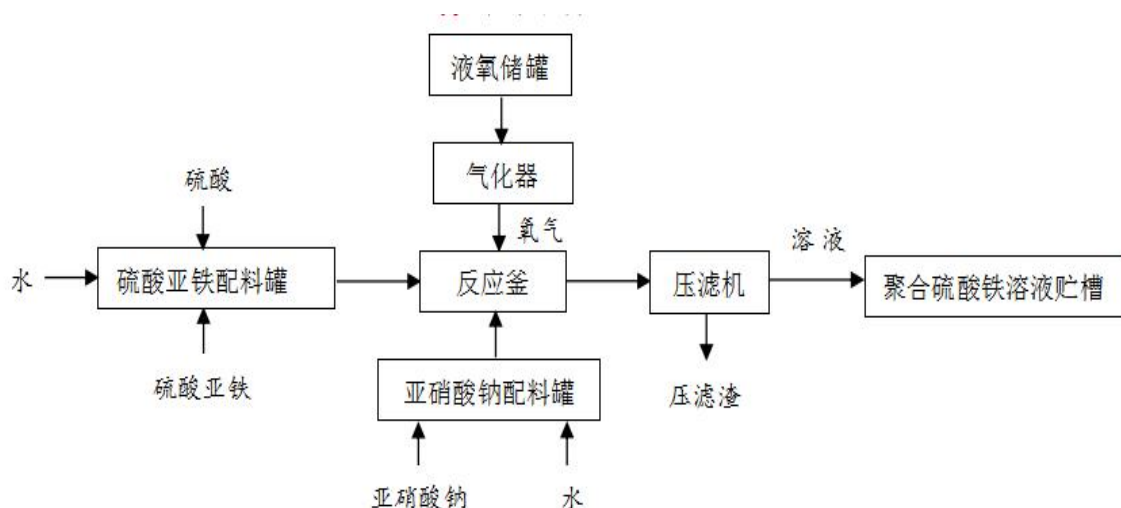 液氧储罐
气化器
硫酸
氧气
溶液
水
硫酸亚铁配料罐
反应釜
压滤机
聚合硫酸铁溶液贮槽
硫酸亚铁
亚硝酸钠配料罐
压滤渣
亚硝酸钠
水